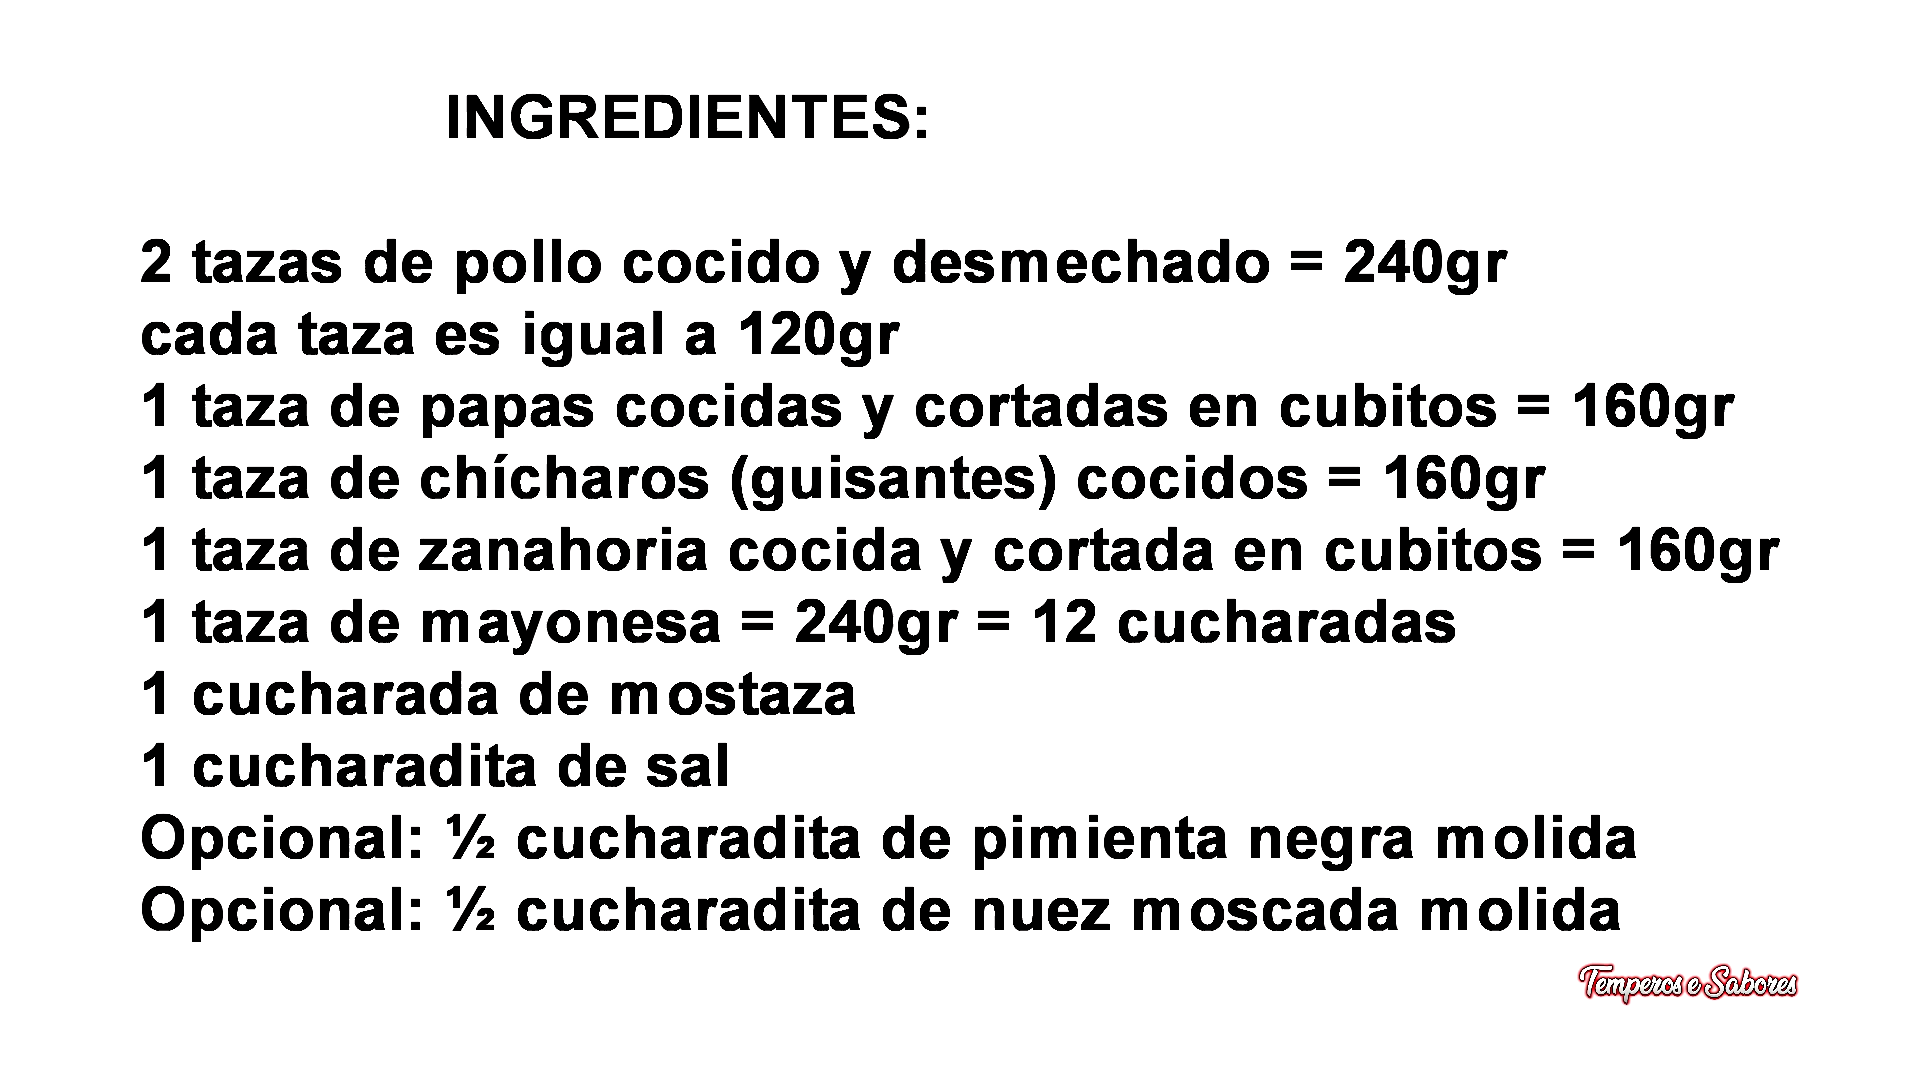 INGREDIENTES:
2 tazas de pollo cocido y desmechado = 240gr
cada taza es igual a 120gr
1 taza de papas cocidas y cortadas en cubitos = 160gr
1 taza de chícharos (guisantes) cocidos = 160gr
1 taza de zanahoria cocida y cortada en cubitos = 160gr
1 taza de mayonesa = 240gr = 12 cucharadas
1 cucharada de mostaza
1 cucharadita de sal
Opcional: ½ cucharadita de pimienta negra molida
Opcional: ½ cucharadita de nuez moscada molida
Temperos e Sabores